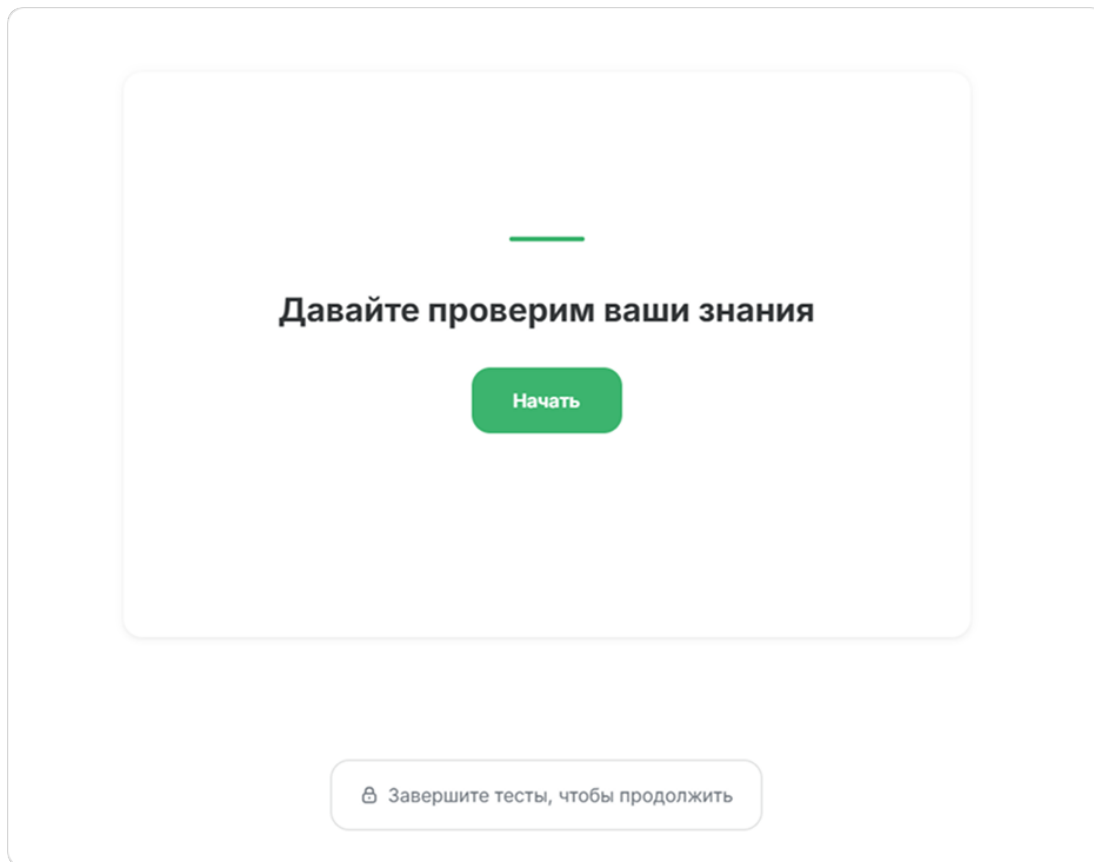 Давайте проверим ваши знания
Начать
Завершите тесты, чтобы продолжить